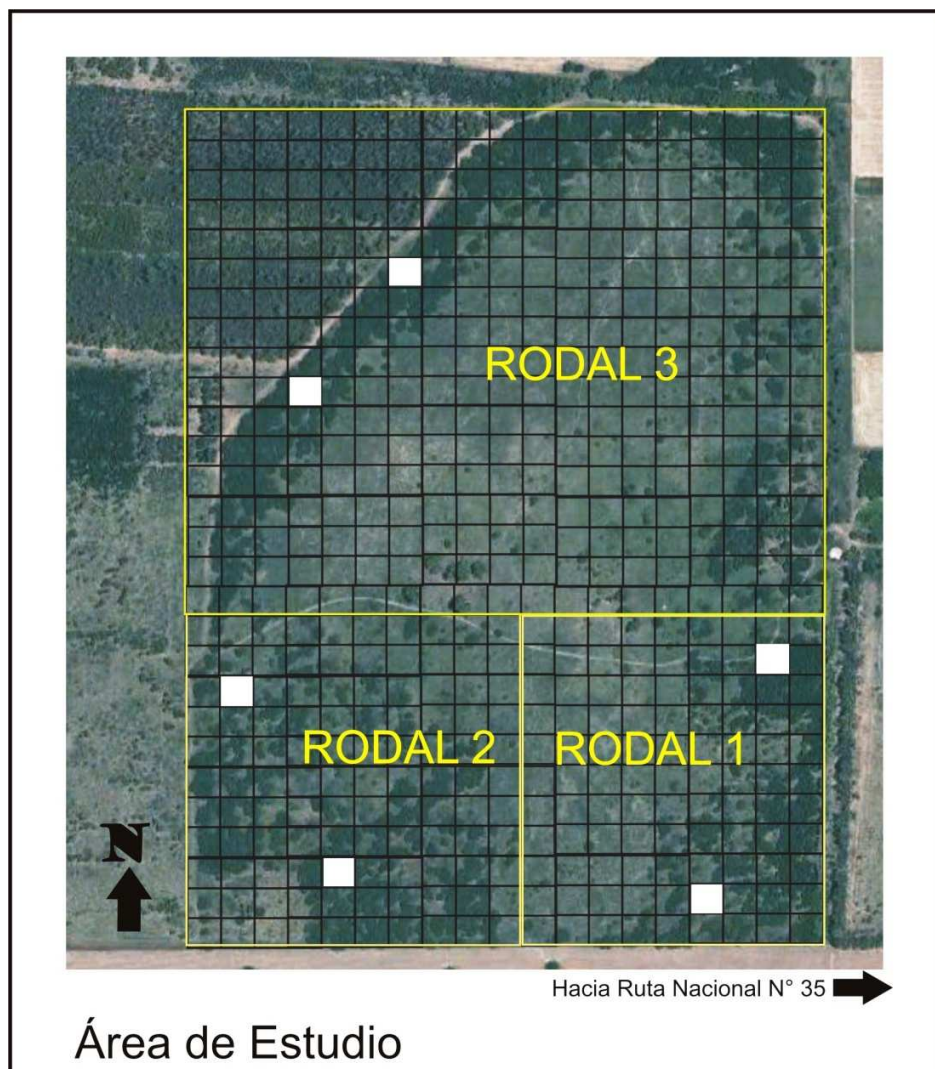 RODAL 3
RODAL 2
RODAL 1
N
Hacia Ruta Nacional N° 35
Área de Estudio